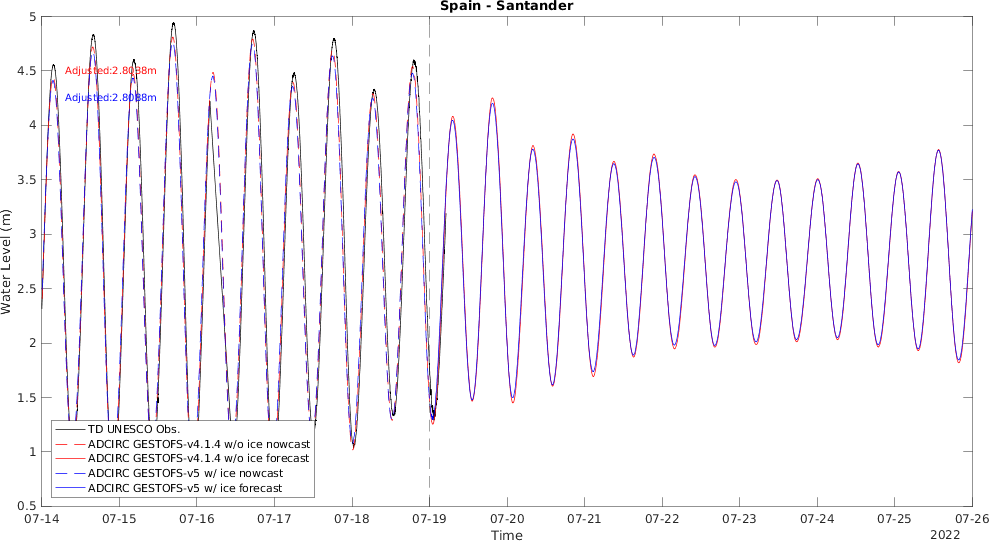 Spain - Santander
5
4.5
4
3.5
3
2.5
2
1.5
1
0.5
Water Level (m)
Adjusted:2.8038m
Adjusted:2.8038m
TD UNESCO Obs.
ADCIRC GESTOFS-v4.1.4 w/o ice nowcast
ADCIRC GESTOFS-v4.1.4 w/o ice forecast
ADCIRC GESTOFS-v5 w/ ice nowcast
ADCIRC GESTOFS-v5 w/ ice forecast
07-14 07-15 07-16 07-17 07-18 07-19 07-20 07-21 07-22 07-23 07-24 07-25 07-26
Time
2022